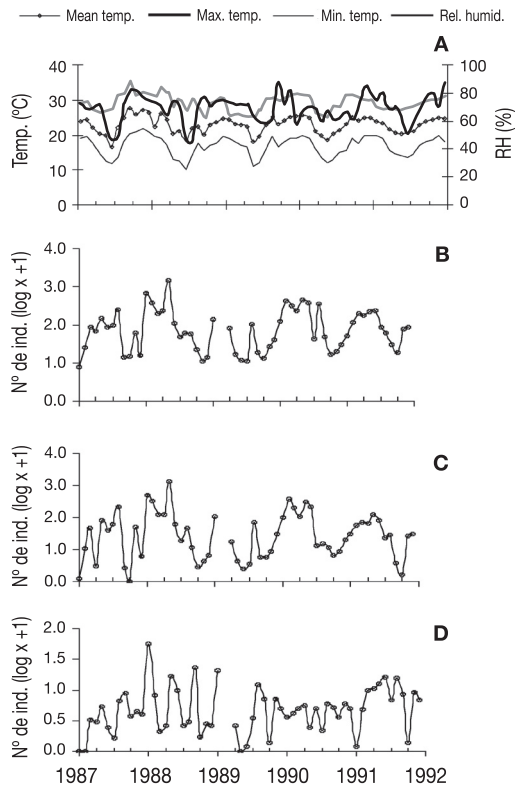 Mean temp. Max. temp. Min. temp. Rel. humid.
A
40
30
20
10
0
Temp. (ºC)
100
80
60
40
20
0
RH (%)
B
4.0
3.0
2.0
1.0
0.0
Nº de ind. (log x +1)
C
4.0
3.0
2.0
1.0
0.0
Nº de ind. (log x +1)
D
2.0
1.5
1.0
0.5
0.0
Nº de ind. (log x +1)
1987 1988 1989 1990 1991 1992